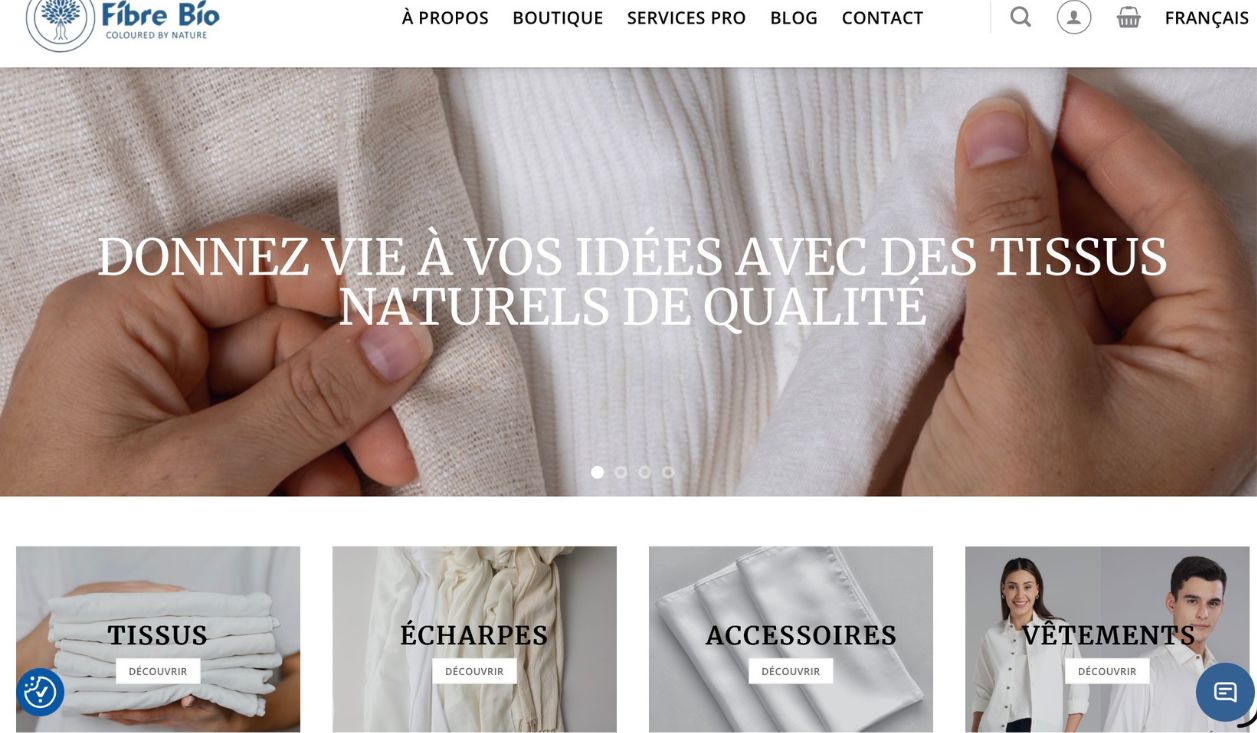 Fibre Bio
COLOURED BY NATURE
À PROPOS
BOUTIQUE
SERVICES PRO
BLOG
CONTACT
FRANÇAIS
DONNEZ VIE À VOS IDÉES AVEC DES TISSUS
NATURELS DE QUALITÉ
TISSUS
DÉCOUVRIR
ÉCHARPES
DÉCOUVRIR
ACCESSOIRES
DÉCOUVRIR
VÊTEMENTS
DÉCOUVRIR